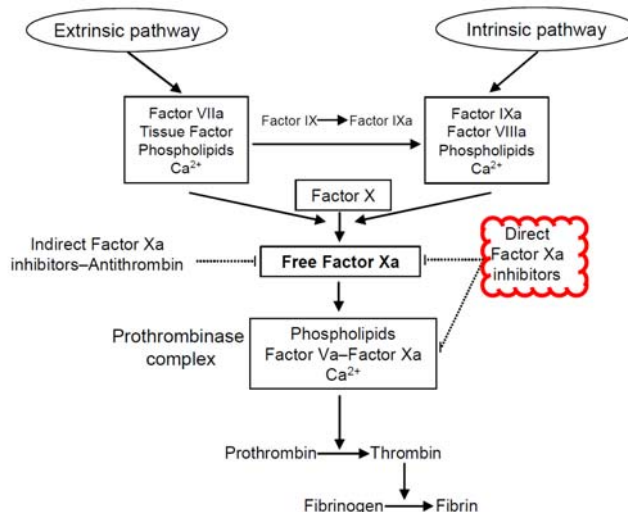 Extrinsic pathway
Intrinsic pathway
Factor VIIa
Tissue Factor
Phospholipids
Ca²⁺
Factor IX
Factor IXa
Factor IXa
Factor VIIIa
Phospholipids
Ca²⁺
Factor X
Indirect Factor Xa
inhibitors–Antithrombin
Free Factor Xa
Direct
Factor Xa
inhibitors
Prothrombinase
complex
Phospholipids
Factor Va–Factor Xa
Ca²⁺
Prothrombin
Thrombin
Fibrinogen
Fibrin